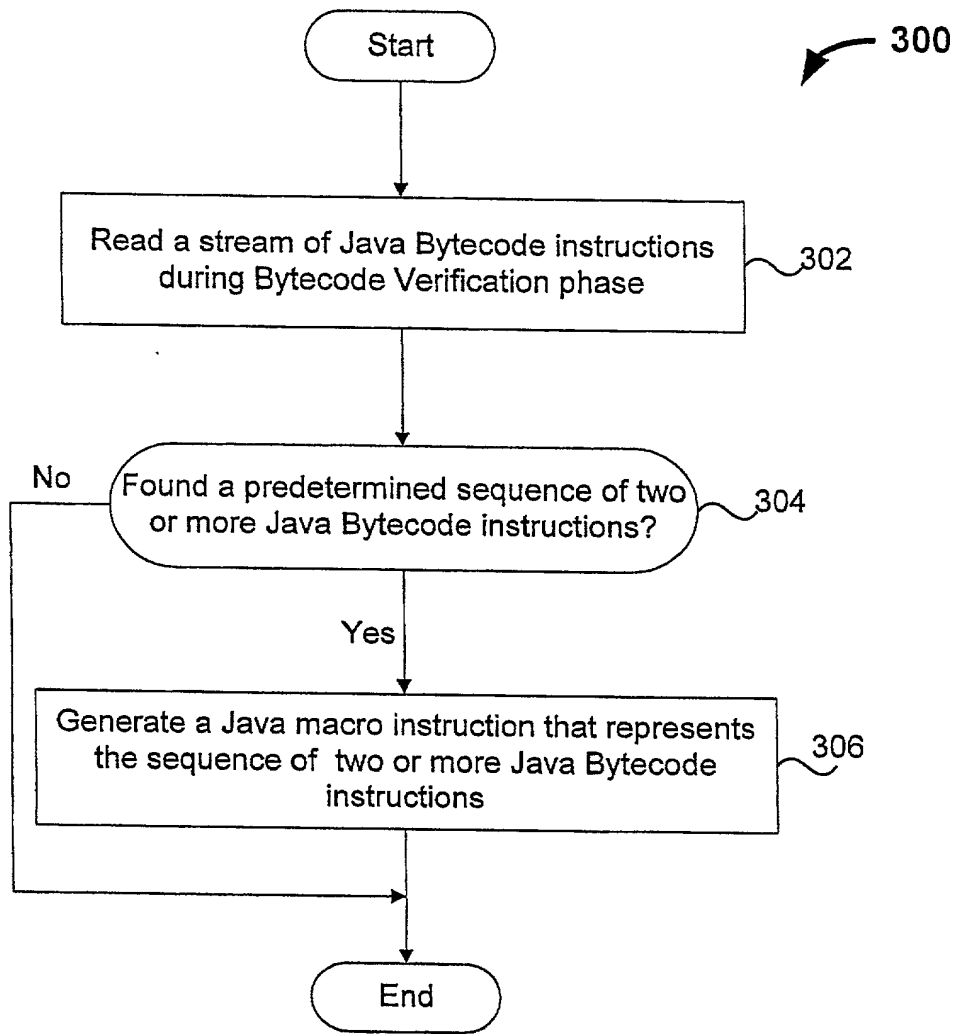 Start
300
Read a stream of Java Bytecode instructions
during Bytecode Verification phase
302
No
Found a predetermined sequence of two
or more Java Bytecode instructions?
304
Yes
Generate a Java macro instruction that represents
the sequence of two or more Java Bytecode
instructions
306
End